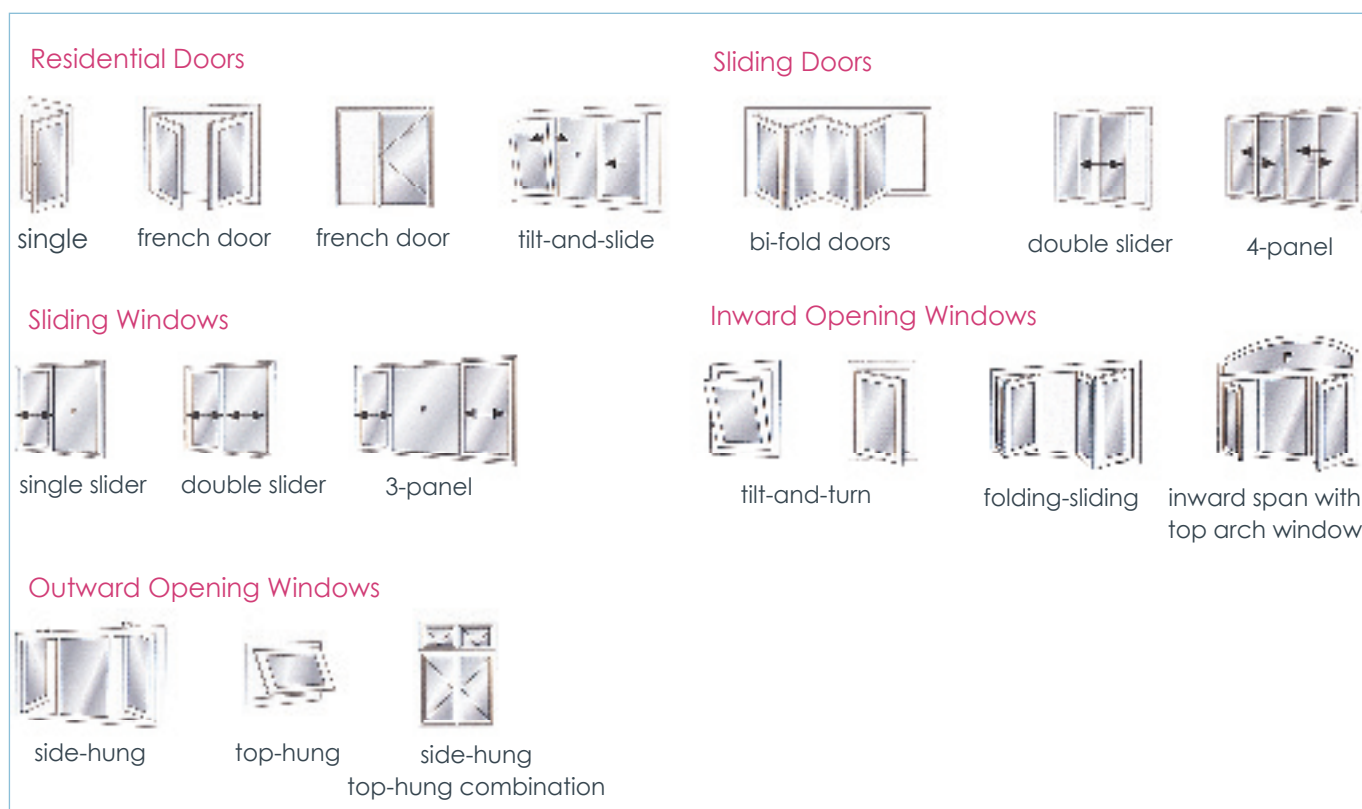 Residential Doors
single
french door
french door
tilt-and-slide
Sliding Doors
bi-fold doors
double slider
4-panel
Sliding Windows
single slider
double slider
3-panel
Inward Opening Windows
tilt-and-turn
folding-sliding
inward span with
top arch window
Outward Opening Windows
side-hung
top-hung
side-hung
top-hung combination